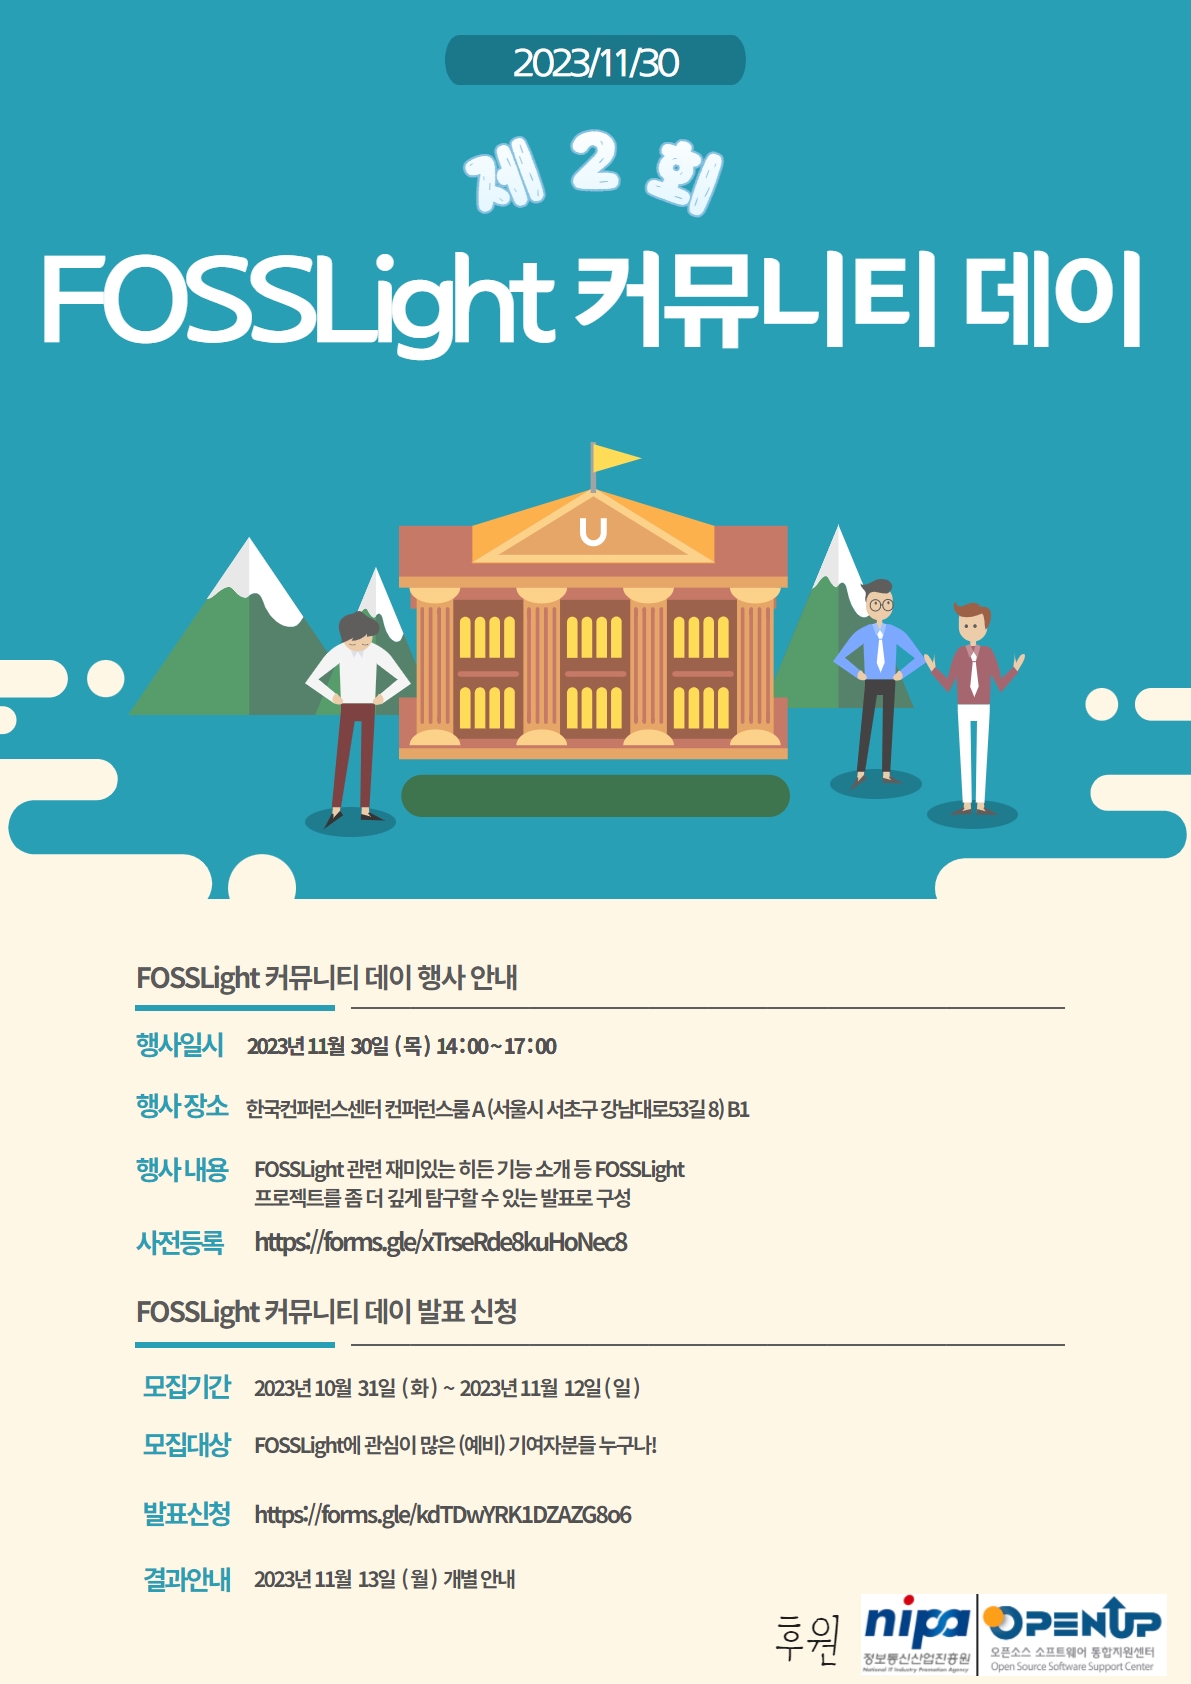 2023/11/30
제 2 회
FOSSLight 커뮤니티 데이
U
FOSSLight 커뮤니티 데이 행사 안내
행사일시 2023년 11월 30일 (목) 14:00~17:00
행사 장소 한국컨퍼런스센터 컨퍼런스룸 A (서울시 서초구 강남대로53길 8) B1
행사 내용 FOSSLight 관련 재미있는 히든 기능 소개 등 FOSSLight
프로젝트를 좀 더 깊게 탐구할 수 있는 발표로 구성
사전등록 https://forms.gle/xTrseRde8kuHoNec8
FOSSLight 커뮤니티 데이 발표 신청
모집기간 2023년 10월 31일 (화) ~ 2023년 11월 12일(일)
모집대상 FOSSLight에 관심이 많은 (예비) 기여자분들 누구나!
발표신청 https://forms.gle/kdTDwYRK1DZAZG8o6
결과안내 2023년 11월 13일 (월) 개별 안내
후원
nipa
정보통신산업진흥원
National IT Industry Promotion Agency
OPENUP
오픈소스 소프트웨어 통합지원센터
Open Source Software Support Center